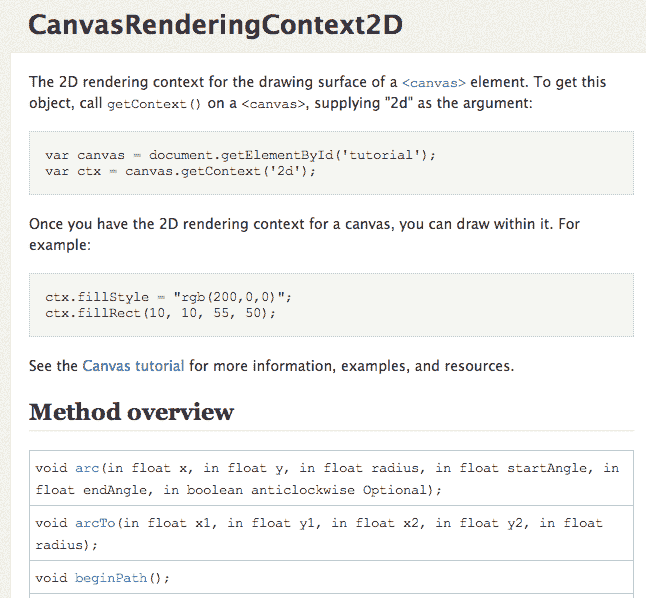 CanvasRenderingContext2D
The 2D rendering context for the drawing surface of a <canvas> element. To get this
object, call getContext() on a <canvas>, supplying "2d" as the argument:
var canvas = document.getElementById('tutorial');
var ctx = canvas.getContext('2d');
Once you have the 2D rendering context for a canvas, you can draw within it. For
example:
ctx.fillStyle = "rgb(200,0,0)";
ctx.fillRect(10, 10, 55, 50);
See the Canvas tutorial for more information, examples, and resources.
Method overview
void arc(in float x, in float y, in float radius, in float startAngle, in
float endAngle, in boolean anticlockwise Optional);
void arcTo(in float x1, in float y1, in float x2, in float y2, in float
radius);
void beginPath();